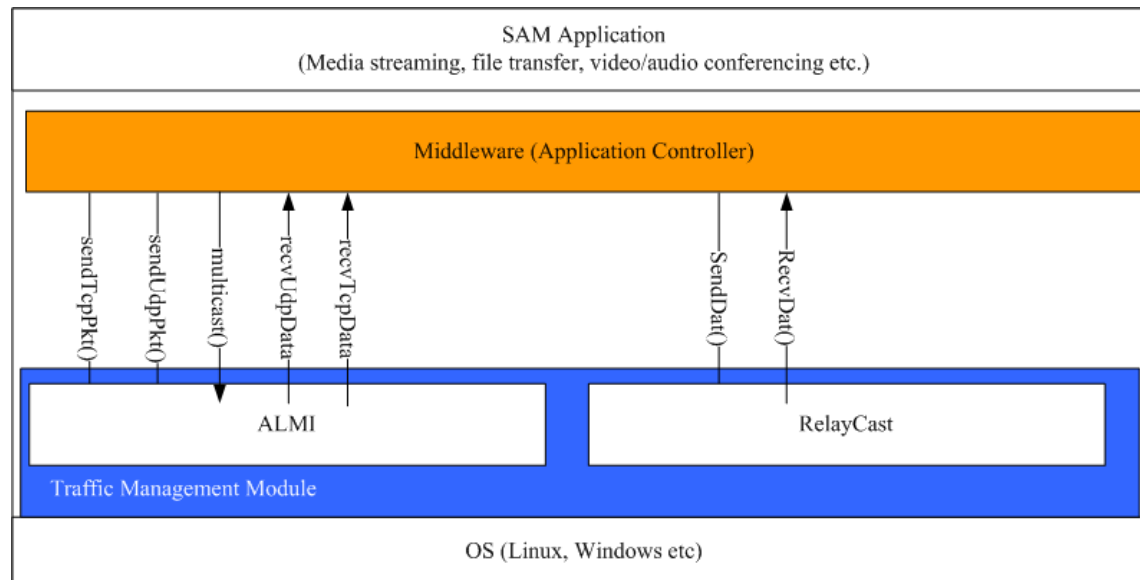 SAM Application
(Media streaming, file transfer, video/audio conferencing etc.)
Middleware (Application Controller)
sendTcpPkt()
sendUdpPkt()
multicast()
recvUdpData
recvTcpData
SendDat()
RecvDat()
ALMI
RelayCast
Traffic Management Module
OS (Linux, Windows etc)